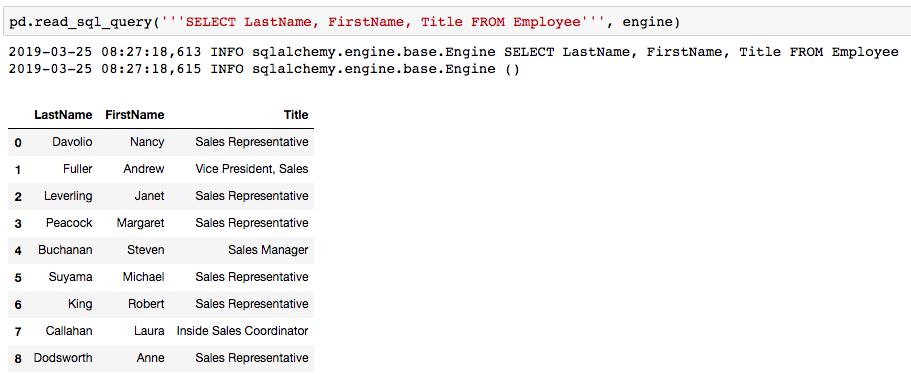 pd.read_sql_query('''SELECT LastName, FirstName, Title FROM Employee''', engine)
2019-03-25 08:27:18,613 INFO sqlalchemy.engine.base.Engine SELECT LastName, FirstName, Title FROM Employee
2019-03-25 08:27:18,615 INFO sqlalchemy.engine.base.Engine ()
LastName FirstName Title
0 Davolio Nancy Sales Representative
1 Fuller Andrew Vice President, Sales
2 Leverling Janet Sales Representative
3 Peacock Margaret Sales Representative
4 Buchanan Steven Sales Manager
5 Suyama Michael Sales Representative
6 King Robert Sales Representative
7 Callahan Laura Inside Sales Coordinator
8 Dodsworth Anne Sales Representative